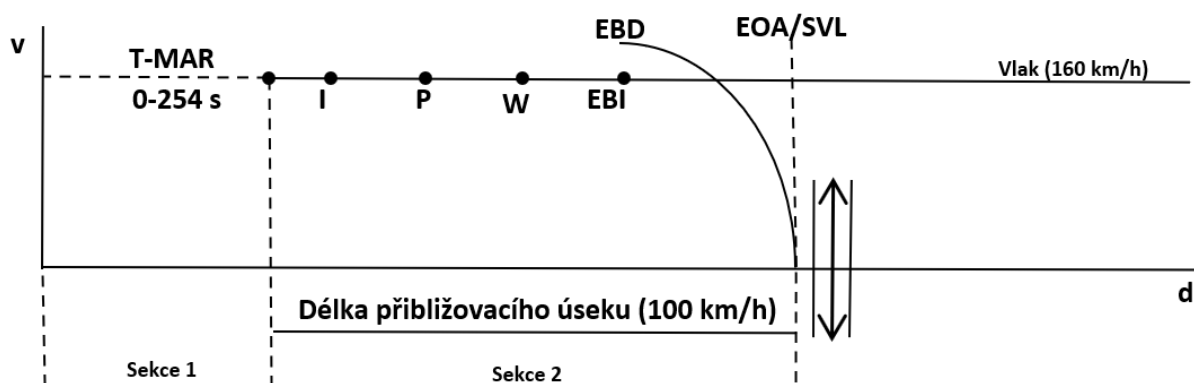 v
T-MAR
0-254 s
I
P
W
EBI
EBD
EOA/SVL
Vlak (160 km/h)
d
Délka přibližovacího úseku (100 km/h)
Sekce 1
Sekce 2